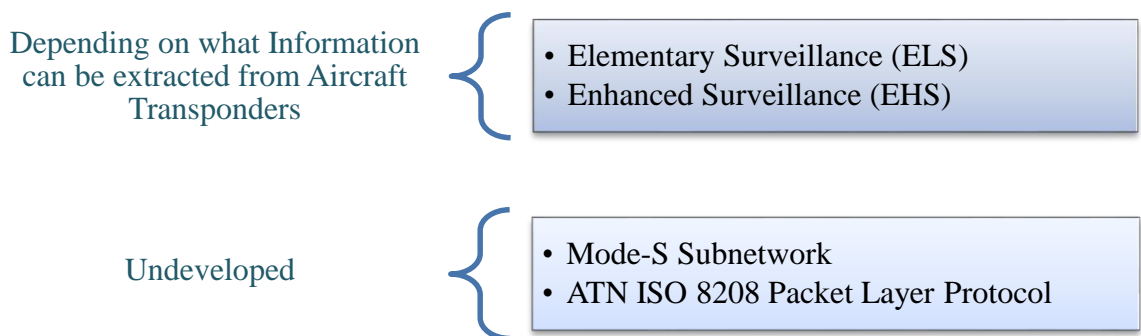 Depending on what Information
can be extracted from Aircraft
Transponders
• Elementary Surveillance (ELS)
• Enhanced Surveillance (EHS)
Undeveloped
• Mode-S Subnetwork
• ATN ISO 8208 Packet Layer Protocol